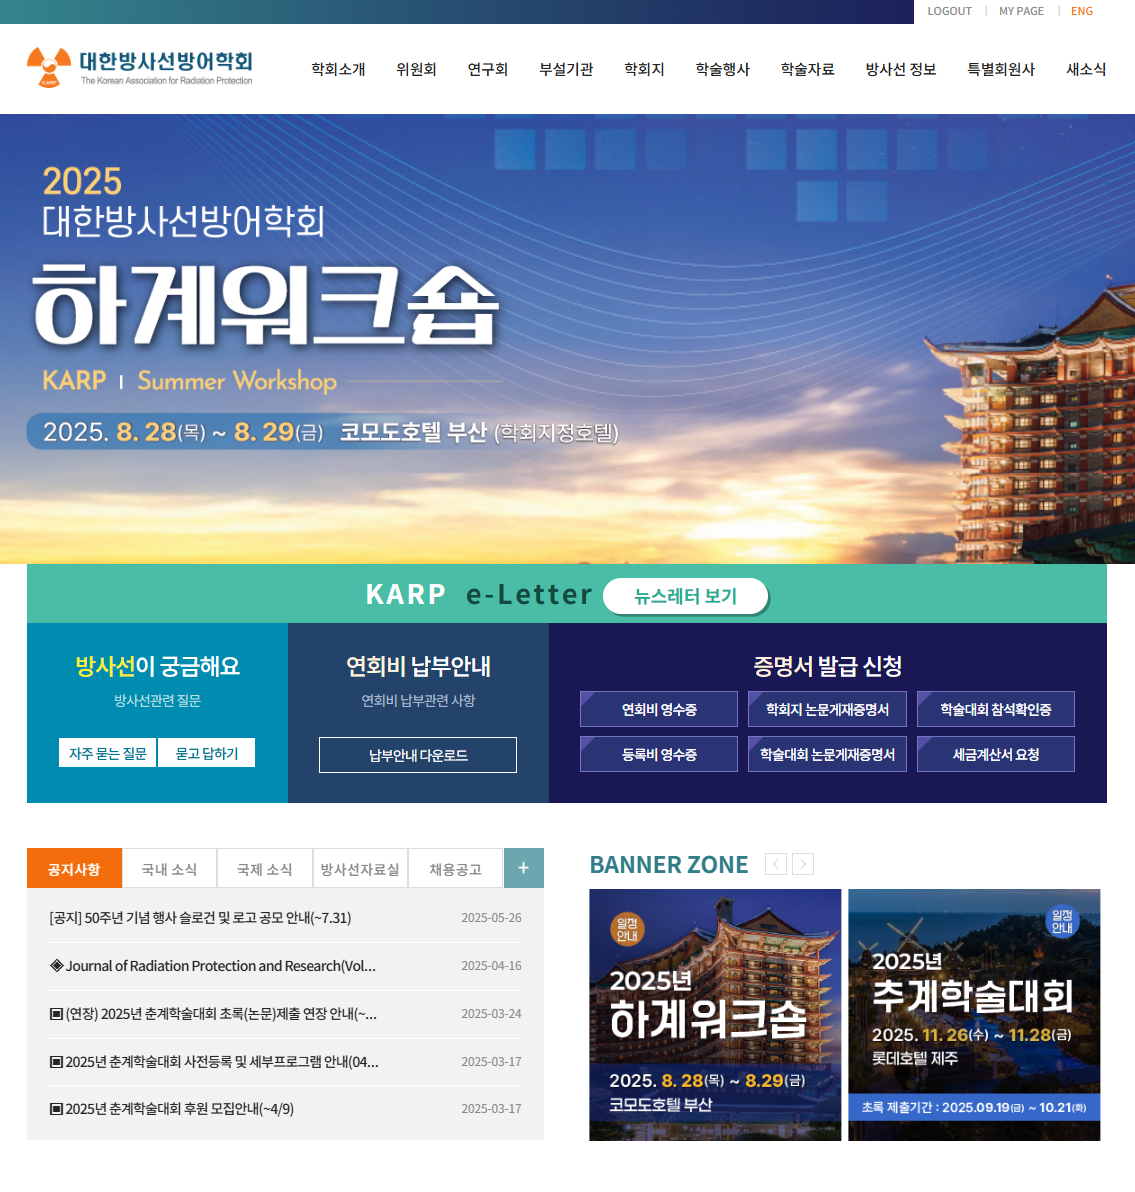 LOGOUT | MY PAGE | ENG
대한방사선방어학회
The Korean Association for Radiation Protection
KARP
학회소개 위원회 연구회 부설기관 학회지 학술행사 학술자료 방사선 정보 특별회원사 새소식
2025
대한방사선방어학회
하계워크숍
KARP | Summer Workshop
2025. 8. 28(목) ~ 8. 29(금) 코모도호텔 부산 (학회지정호텔)
KARP e-Letter 뉴스레터 보기
방사선이 궁금해요
방사선관련 질문
자주 묻는 질문 묻고 답하기
연회비 납부안내
연회비 납부관련 사항
납부안내 다운로드
증명서 발급 신청
연회비 영수증 학회지 논문게재증명서 학술대회 참석확인증
등록비 영수증 학술대회 논문게재증명서 세금계산서 요청
공지사항 국내 소식 국제 소식 방사선자료실 채용공고 +
[공지] 50주년 기념 행사 슬로건 및 로고 공모 안내(~7.31) 2025-05-26
◈ Journal of Radiation Protection and Research(Vol... 2025-04-16
▣ (연장) 2025년 춘계학술대회 초록(논문)제출 연장 안내(~... 2025-03-24
▣ 2025년 춘계학술대회 사전등록 및 세부프로그램 안내(04... 2025-03-17
▣ 2025년 춘계학술대회 후원 모집안내(~4/9) 2025-03-17
BANNER ZONE
일정
안내
2025년
하계워크숍
2025. 8. 28(목) ~ 8.29(금)
코모도호텔 부산
일정
안내
2025년
추계학술대회
2025. 11. 26(수) ~ 11.28(금)
롯데호텔 제주
초록 제출기간 : 2025.09.19(금) ~ 10.21(화)